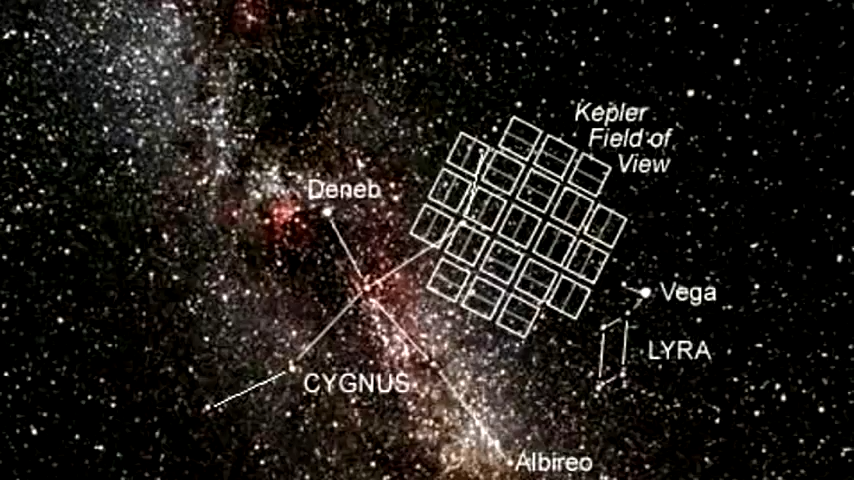 Kepler
Field of
View
Deneb
Vega
LYRA
CYGNUS
Albireo